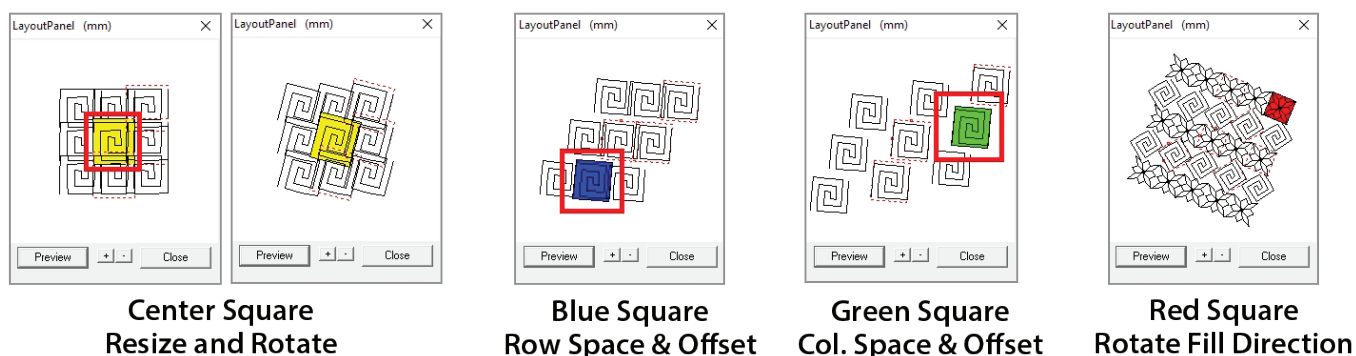 LayoutPanel (mm)
Preview + - Close
LayoutPanel (mm)
Preview + - Close
Center Square
Resize and Rotate
LayoutPanel (mm)
Preview + - Close
Blue Square
Row Space & Offset
LayoutPanel (mm)
Preview + - Close
Green Square
Col. Space & Offset
LayoutPanel (mm)
Preview + - Close
Red Square
Rotate Fill Direction